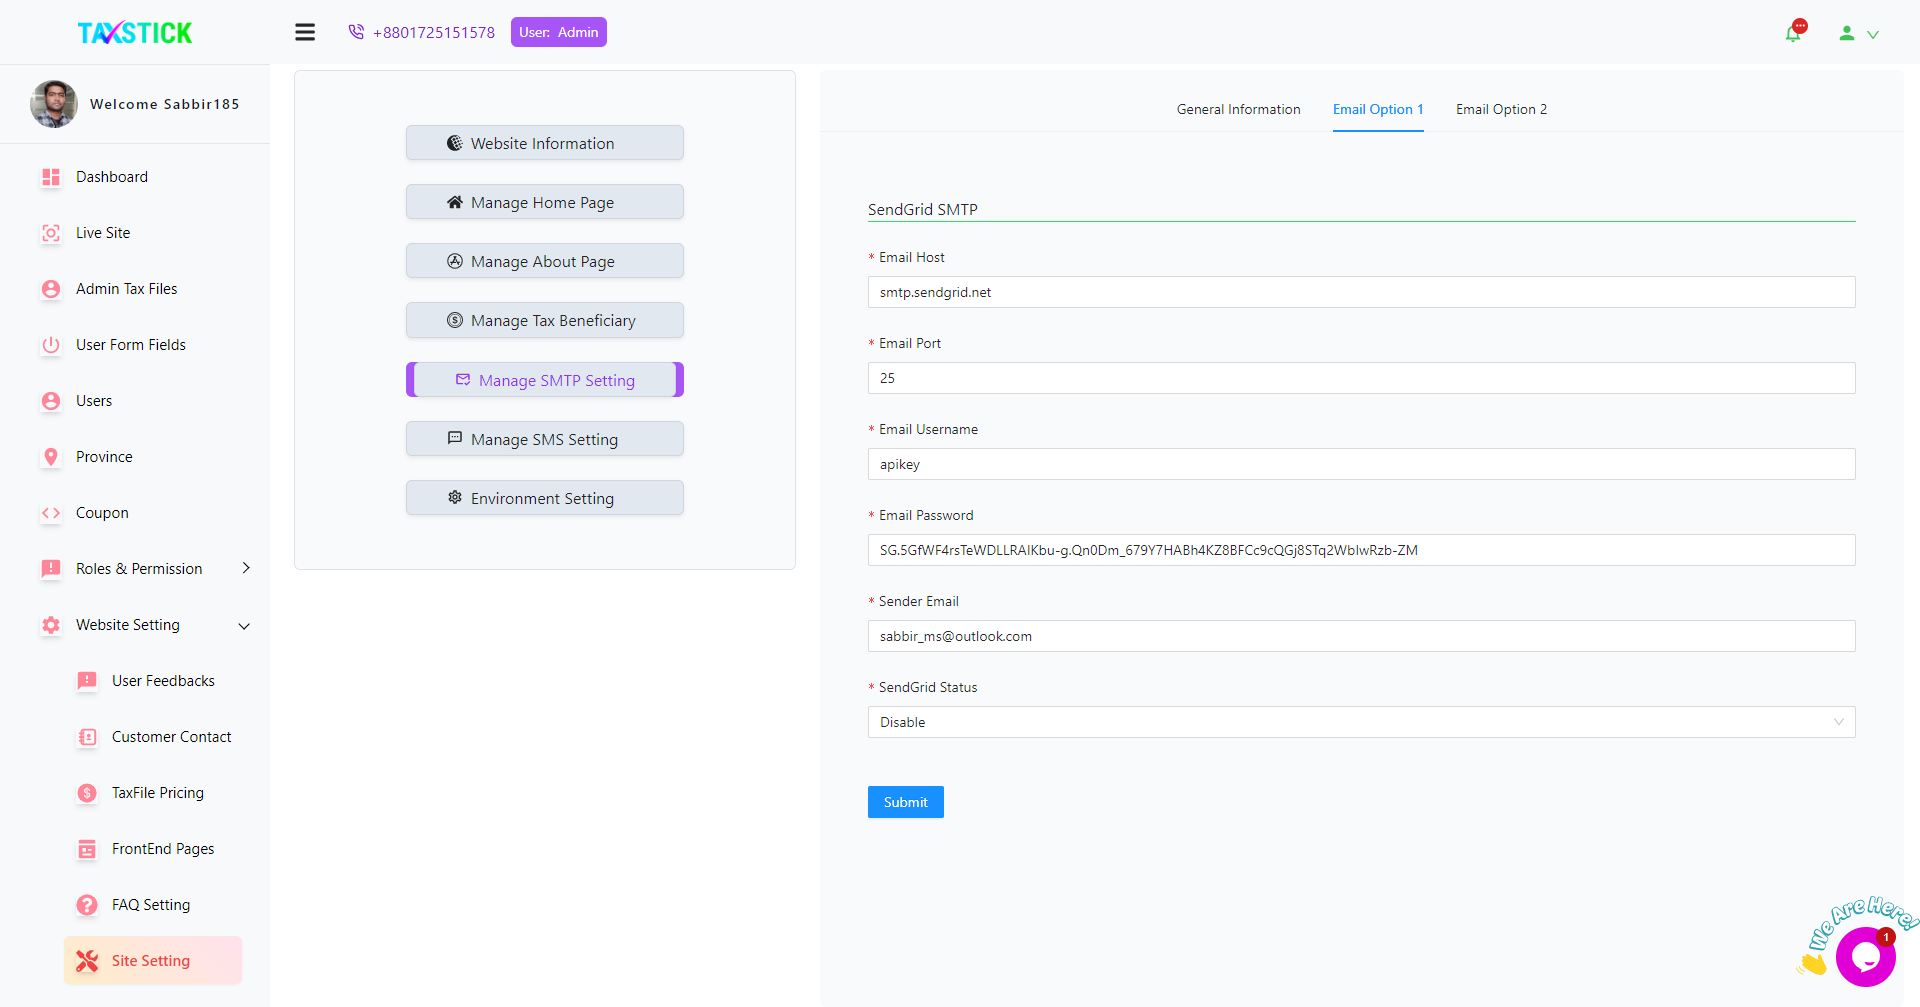 TAXSTICK
+8801725151578
User: Admin
Welcome Sabbir185
Dashboard
Live Site
Admin Tax Files
User Form Fields
Users
Province
Coupon
Roles & Permission
Website Setting
User Feedbacks
Customer Contact
TaxFile Pricing
FrontEnd Pages
FAQ Setting
Site Setting
Website Information
Manage Home Page
Manage About Page
Manage Tax Beneficiary
Manage SMTP Setting
Manage SMS Setting
Environment Setting
General Information
Email Option 1
Email Option 2
SendGrid SMTP
* Email Host
smtp.sendgrid.net
* Email Port
25
* Email Username
apikey
* Email Password
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
* Sender Email
sabbir_ms@outlook.com
* SendGrid Status
Disable
Submit
We Are Here!
1